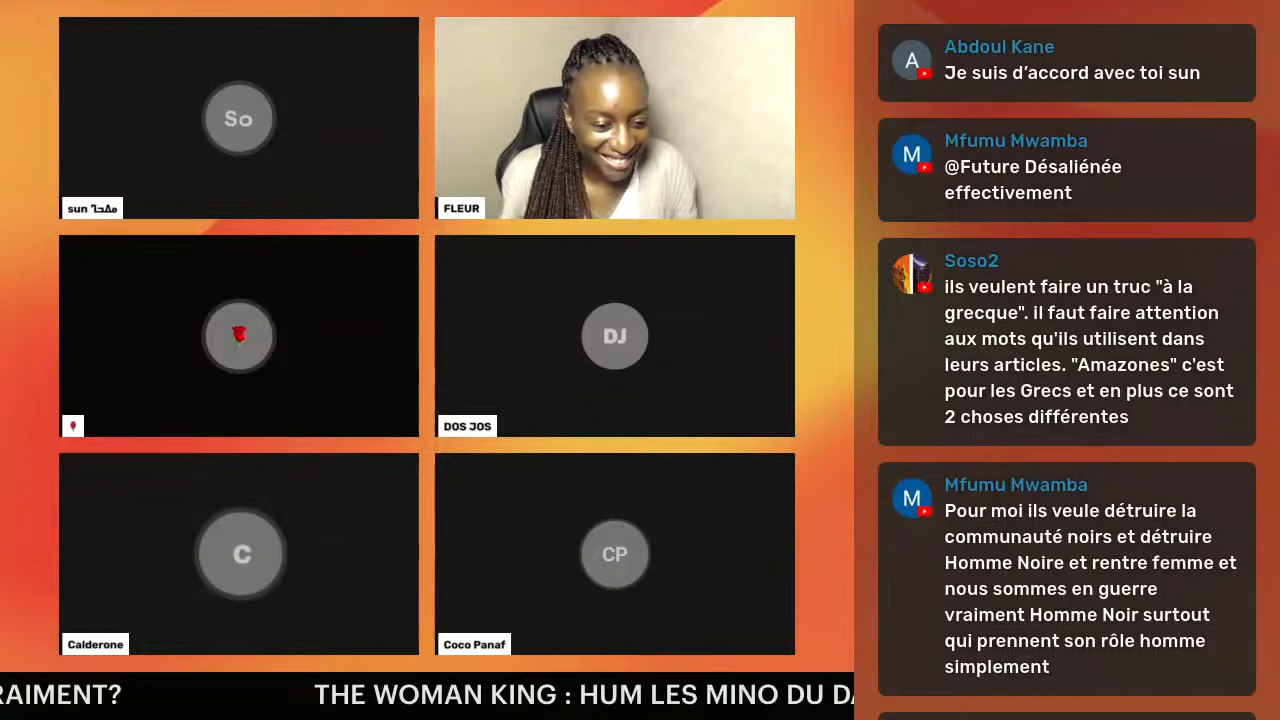 So
sun
FLEUR
DJ
DOS JOS
C
Calderone
CP
Coco Panaf
RAIMENT?
THE WOMAN KING : HUM LES MINO DU DA
A
Abdoul Kane
Je suis d’accord avec toi sun
M
Mfumu Mwamba
@Future Désaliénée
effectivement
Soso2
ils veulent faire un truc "à la
grecque". il faut faire attention
aux mots qu'ils utilisent dans
leurs articles. "Amazones" c'est
pour les Grecs et en plus ce sont
2 choses différentes
M
Mfumu Mwamba
Pour moi ils veule détruire la
communauté noirs et détruire
Homme Noire et rentre femme et
nous sommes en guerre
vraiment Homme Noir surtout
qui prennent son rôle homme
simplement